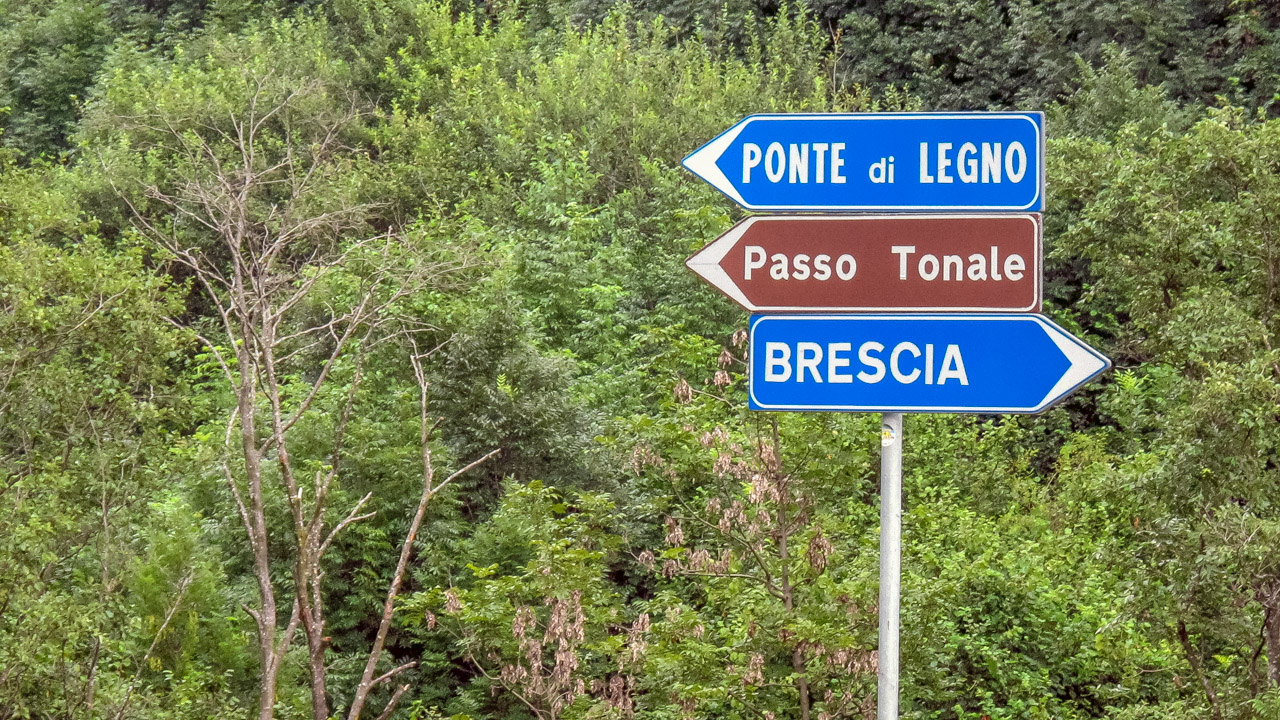 PONTE di LEGNO
Passo Tonale
BRESCIA